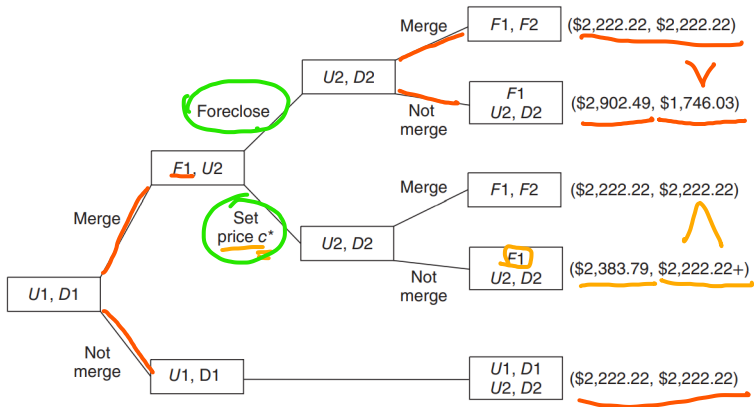 Merge
F1, F2
($2,222.22, $2,222.22)
U2, D2
Foreclose
Not
merge
F1
U2, D2
($2,902.49, $1,746.03)
F1, U2
Merge
Set
price c*
U2, D2
Merge
F1, F2
($2,222.22, $2,222.22)
Not
merge
F1
U2, D2
($2,383.79, $2,222.22+)
U1, D1
Not
merge
U1, D1
U1, D1
U2, D2
($2,222.22, $2,222.22)